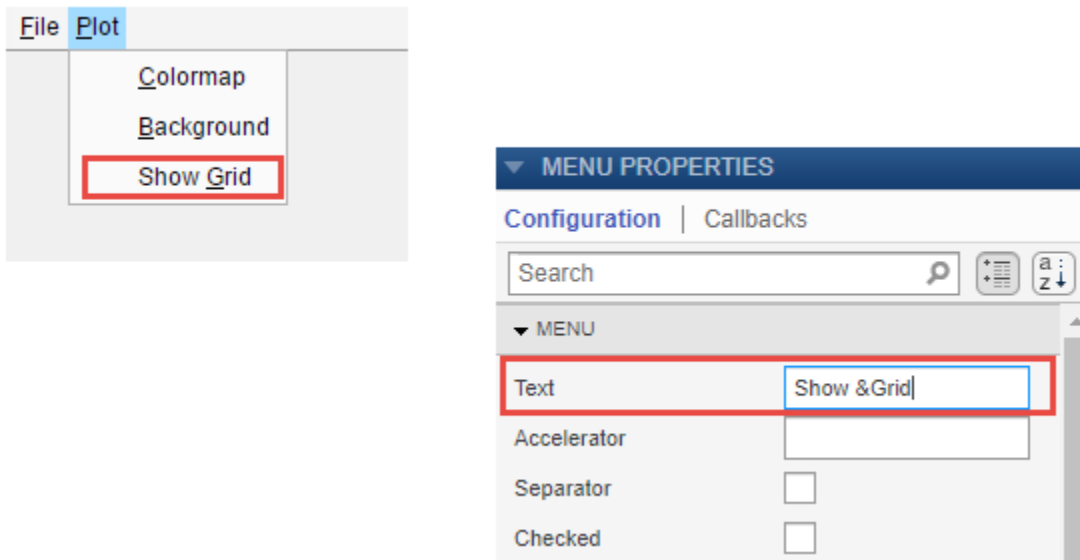 File Plot
Colormap
Background
Show Grid
MENU PROPERTIES
Configuration | Callbacks
Search
a z
MENU
Text Show &Grid
Accelerator
Separator
Checked